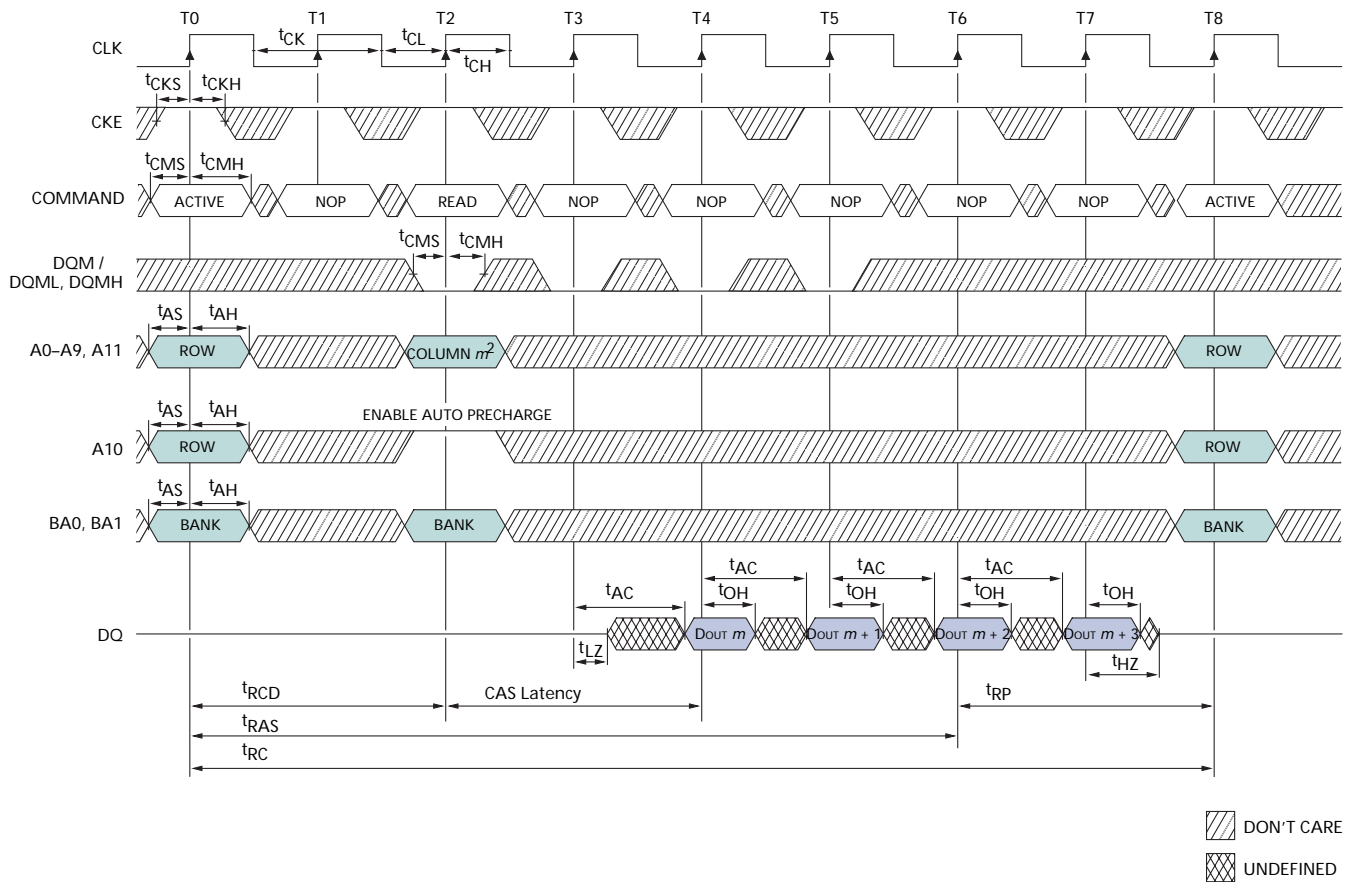 T0 T1 T2 T3 T4 T5 T6 T7 T8
CLK
tCK tCL
tCH
tCKS tCKH
CKE
tCMS tCMH
COMMAND ACTIVE NOP READ NOP NOP NOP NOP NOP ACTIVE
tCMS tCMH
DQM /
DQML, DQMH
tAS tAH
A0–A9, A11 ROW COLUMN m2 ROW
tAS tAH
ENABLE AUTO PRECHARGE
A10 ROW ROW
tAS tAH
BA0, BA1 BANK BANK BANK
tAC tAC tAC tAC
tOH tOH tOH tOH
DQ DOUT m DOUT m + 1 DOUT m + 2 DOUT m + 3
tLZ tHZ
tRCD CAS Latency tRP
tRAS
tRC
DON'T CARE
UNDEFINED